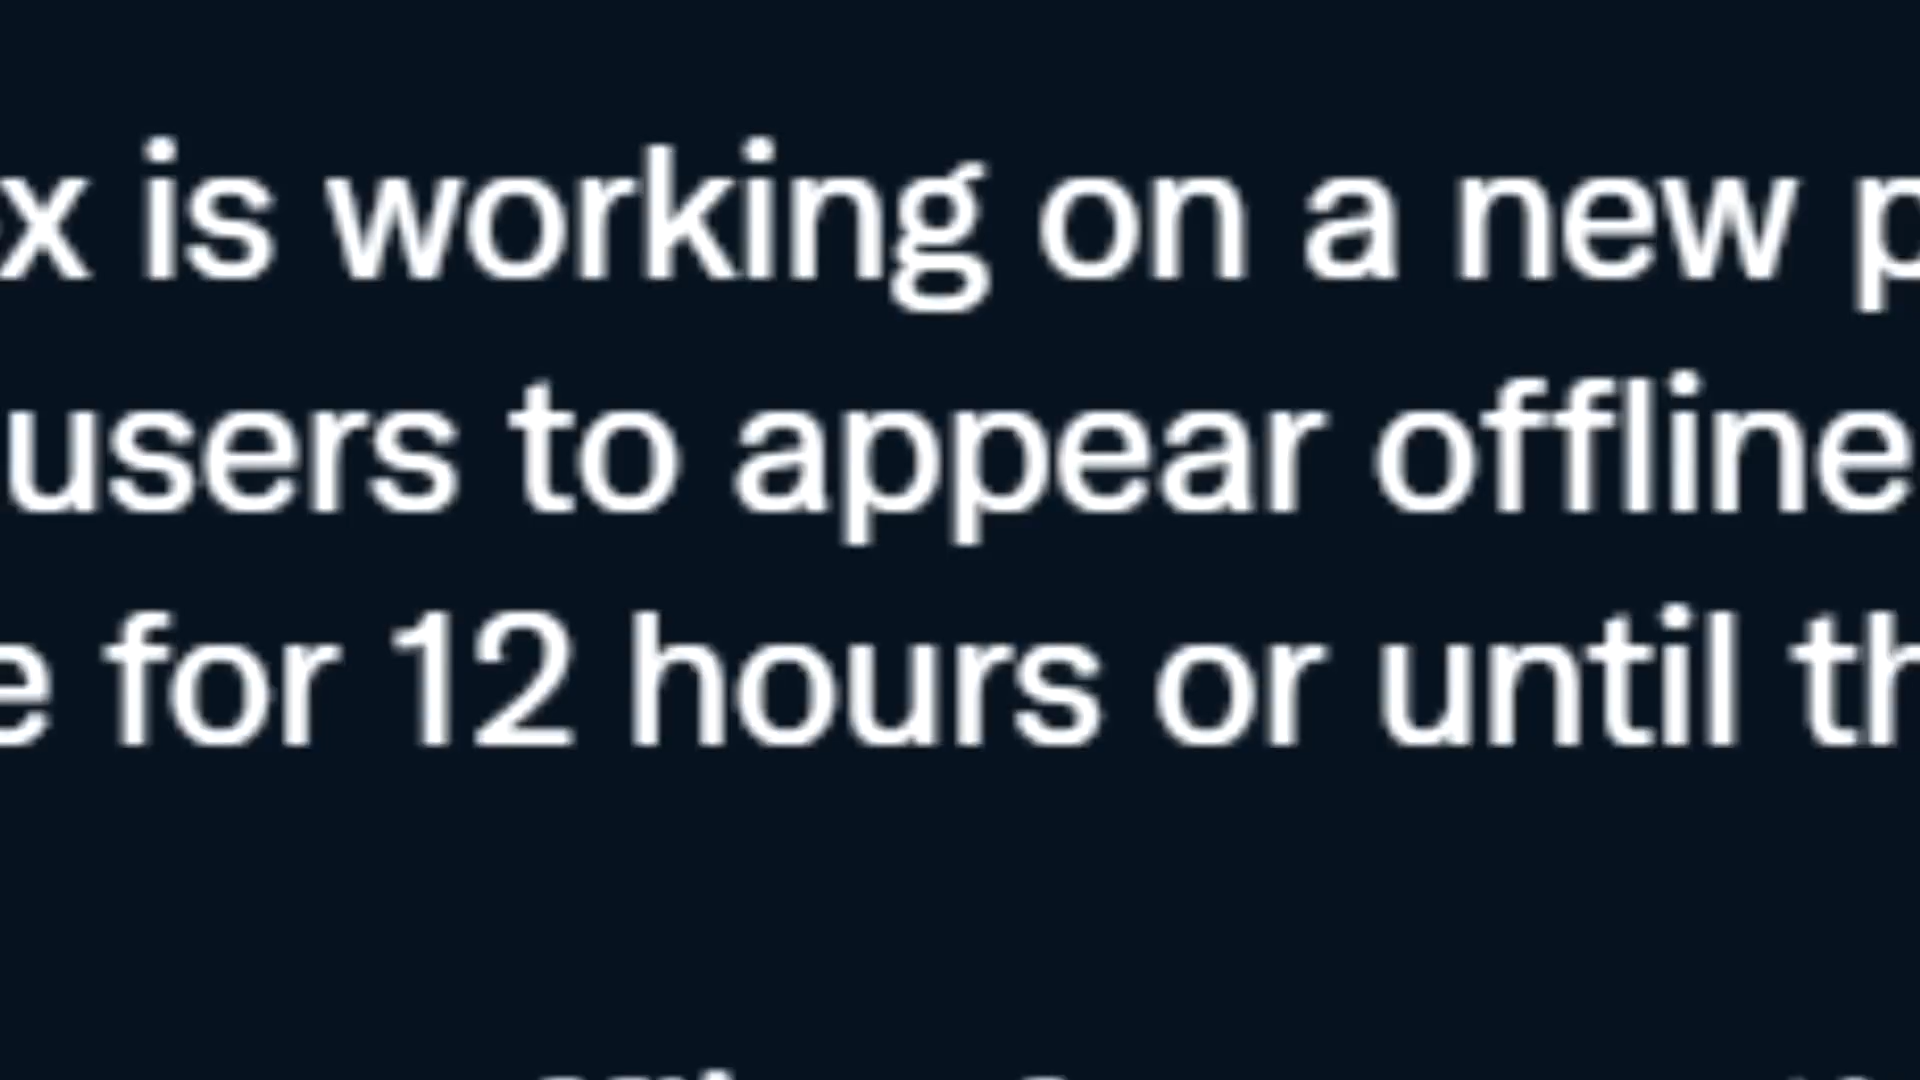 x is working on a new p
users to appear offline
e for 12 hours or until th